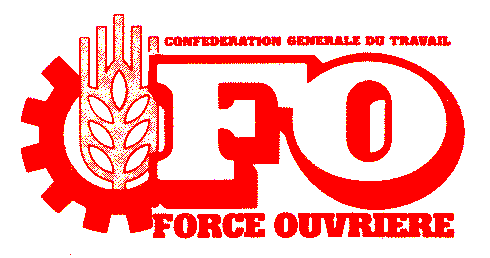 CONFEDERATION GENERALE DU TRAVAIL
FO
FORCE OUVRIERE